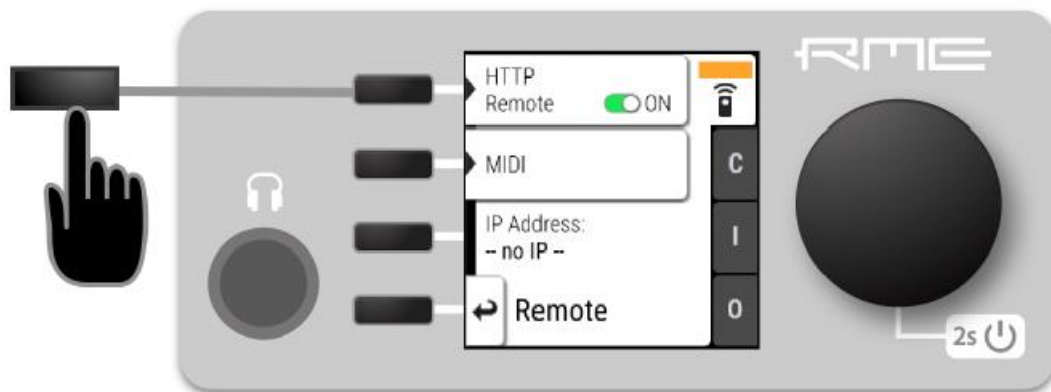 RME
HTTP
Remote ON
MIDI
C
IP Address:
-- no IP --
I
Remote
O
2s